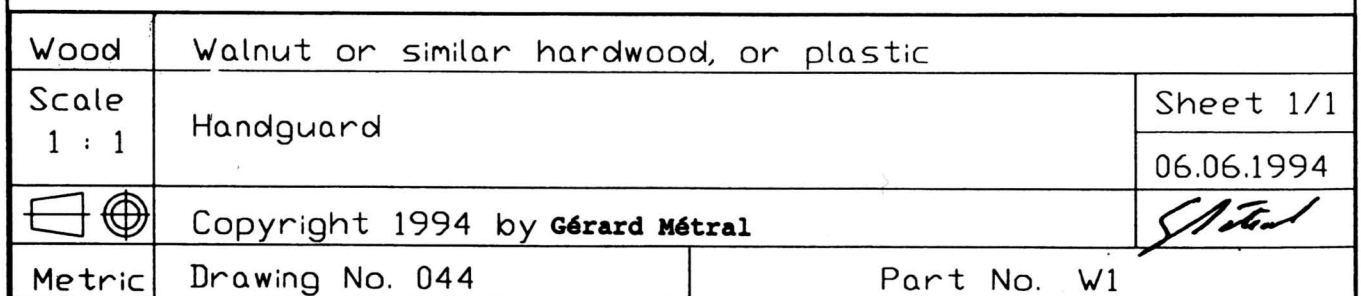 Wood Walnut or similar hardwood, or plastic
Scale
1 : 1
Handguard
Sheet 1/1
06.06.1994
Copyright 1994 by Gérard Métral
Metric Drawing No. 044 Part No. W1